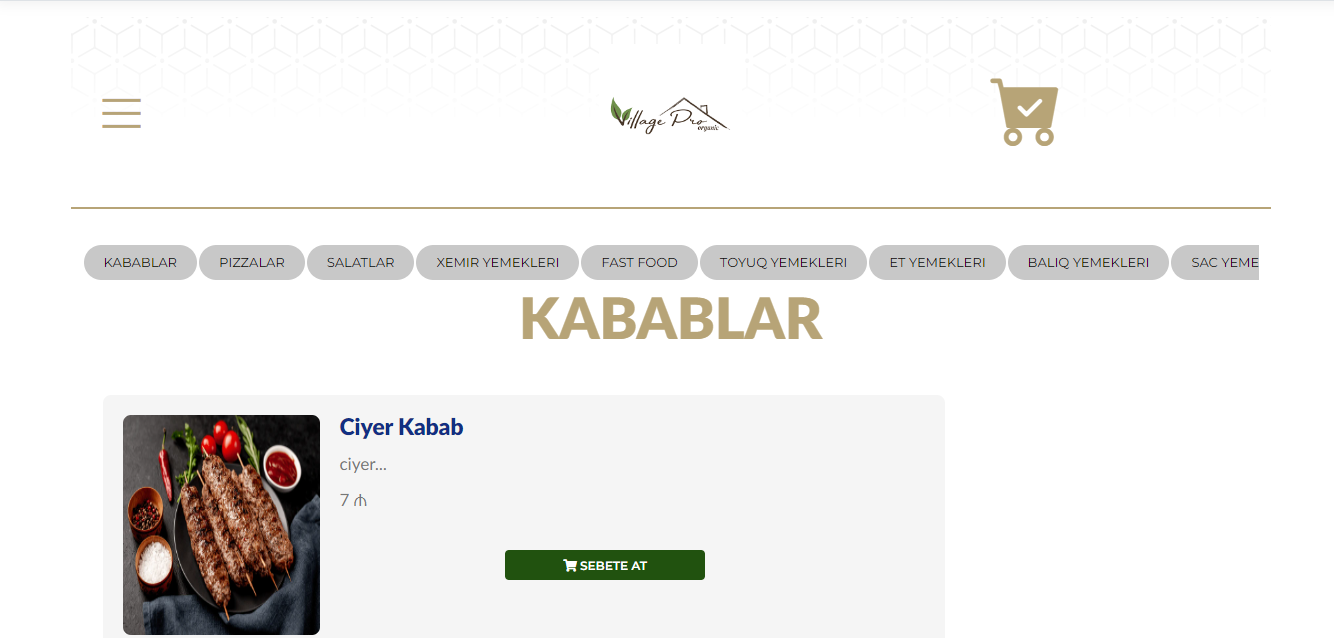 Village Pro
organic
KABABLAR PIZZALAR SALATLAR XEMIR YEMEKLERI FAST FOOD TOYUQ YEMEKLERI ET YEMEKLERI BALIQ YEMEKLERI SAC YEME
KABABLAR
Ciyer Kabab
ciyer...
7 ₼
SEBETE AT